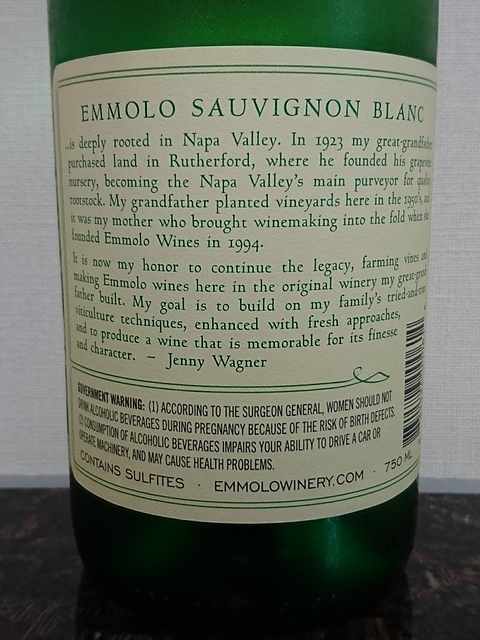 EMMOLO SAUVIGNON BLANC
...is deeply rooted in Napa Valley. In 1923 my great-grandfather
purchased land in Rutherford, where he founded his grapevine
nursery, becoming the Napa Valley's main purveyor for quality
rootstock. My grandfather planted vineyards here in the 1950's, and
it was my mother who brought winemaking into the fold when she
founded Emmolo Wines in 1994.
It is now my honor to continue the legacy, farming vines and
making Emmolo wines here in the original winery my great-grand-
father built. My goal is to build on my family's tried-and-true
viticulture techniques, enhanced with fresh approaches,
and to produce a wine that is memorable for its finesse
and character. – Jenny Wagner
GOVERNMENT WARNING: (1) ACCORDING TO THE SURGEON GENERAL, WOMEN SHOULD NOT
DRINK ALCOHOLIC BEVERAGES DURING PREGNANCY BECAUSE OF THE RISK OF BIRTH DEFECTS.
(2) CONSUMPTION OF ALCOHOLIC BEVERAGES IMPAIRS YOUR ABILITY TO DRIVE A CAR OR
OPERATE MACHINERY, AND MAY CAUSE HEALTH PROBLEMS.
CONTAINS SULFITES · EMMOLOWINERY.COM · 750 ML